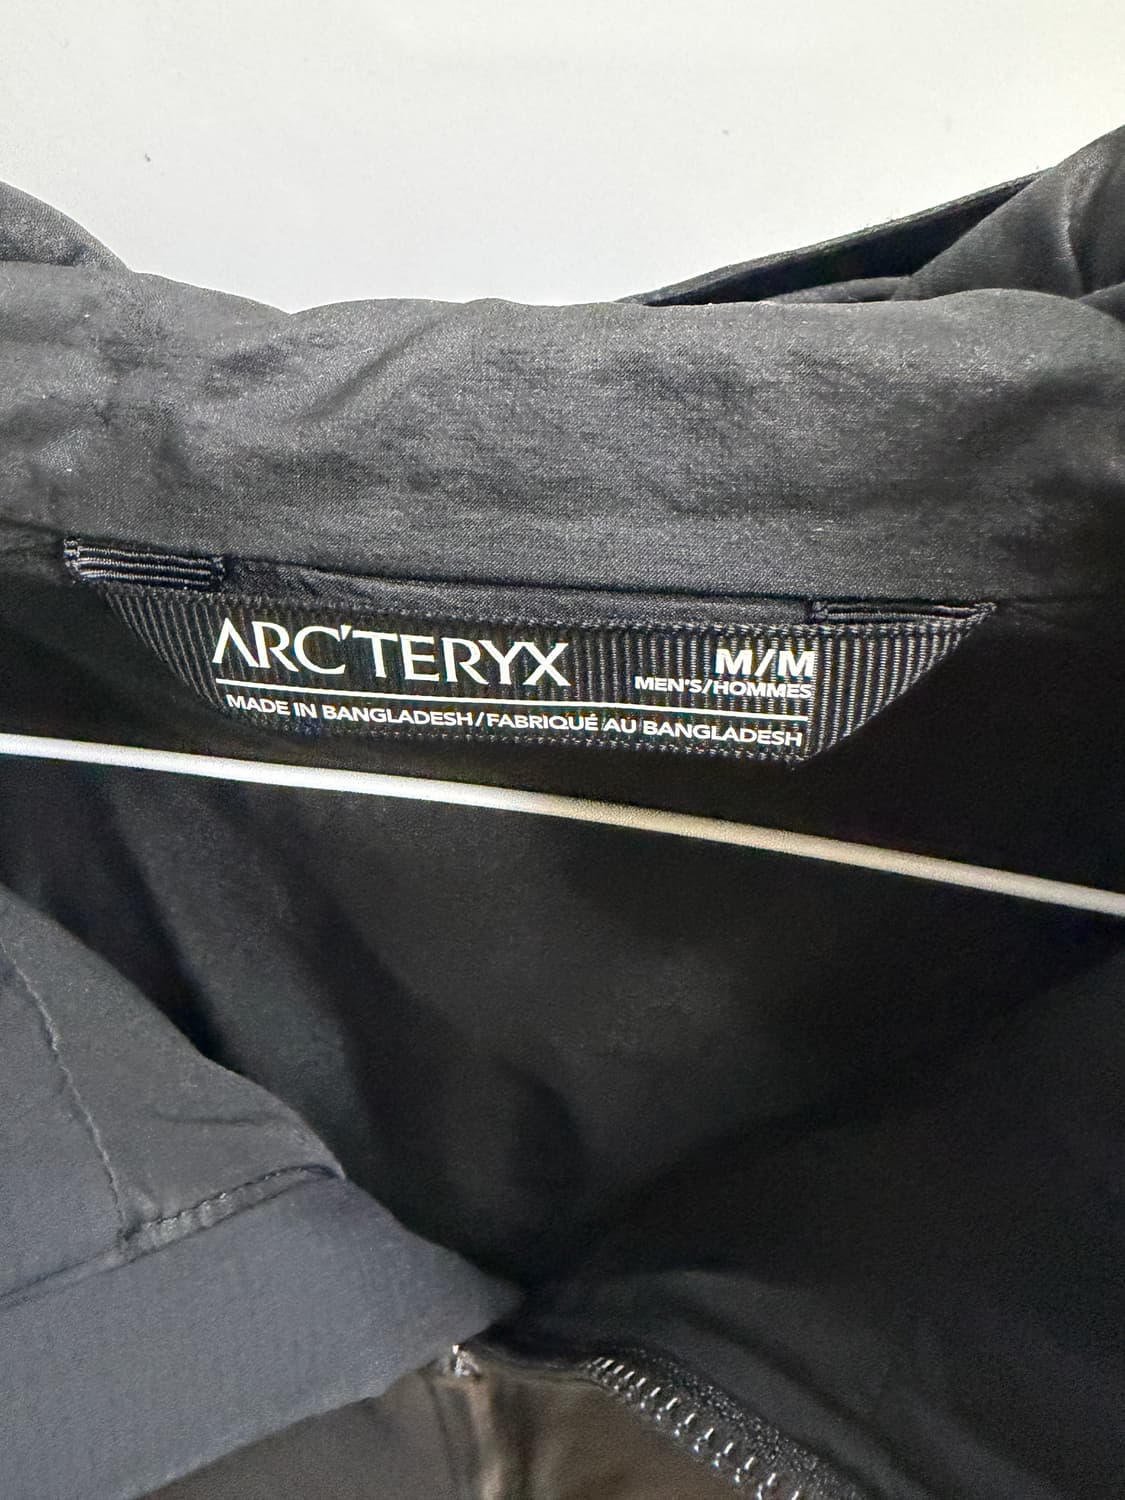 ARC'TERYX
M/M
MEN'S/HOMMES
MADE IN BANGLADESH/FABRIQUÉ AU BANGLADESH